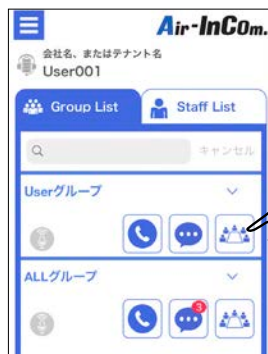 Air-InCom.
会社名、またはテナント名
User001
Group List
Staff List
キャンセル
Userグループ
ALLグループ
3